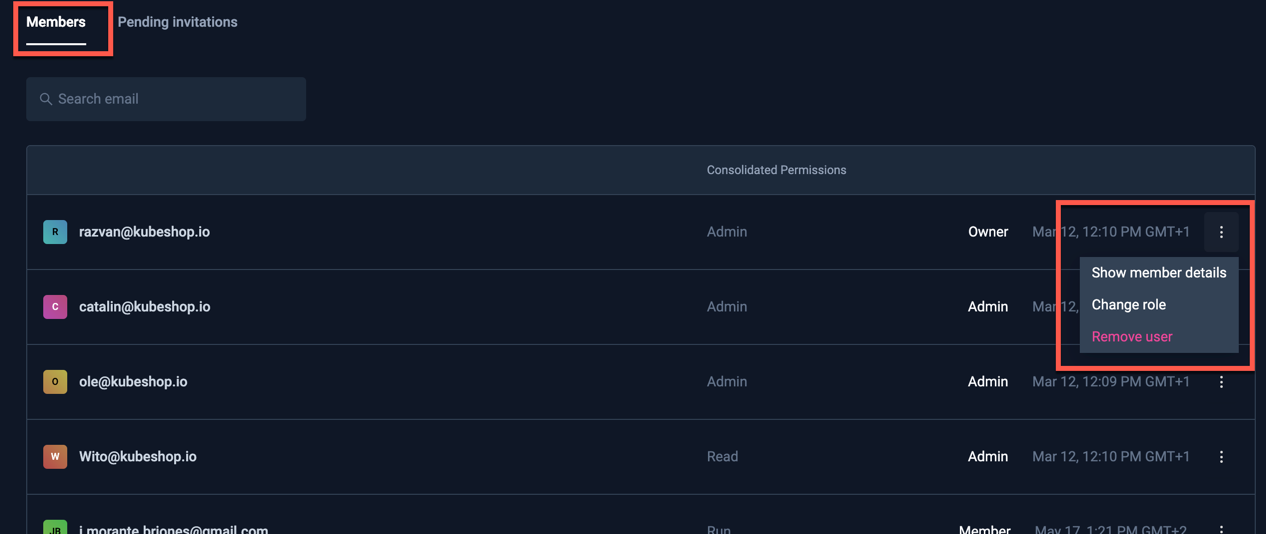 Members Pending invitations
Search email
Consolidated Permissions
R razvan@kubeshop.io Admin Owner Mar 12, 12:10 PM GMT+1
Show member details
C catalin@kubeshop.io Admin Admin Mar 12,
Change role
Remove user
O ole@kubeshop.io Admin Admin Mar 12, 12:09 PM GMT+1
W Wito@kubeshop.io Read Admin Mar 12, 12:10 PM GMT+1
JB j.morante.briones@gmail.com Run Member May 17, 1:21 PM GMT+2